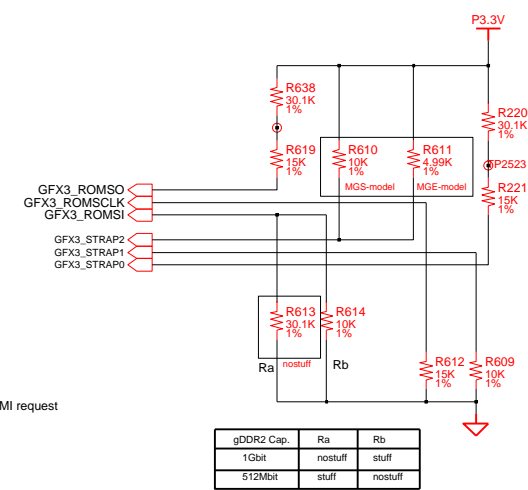 P3.3V
R638
30.1K
1%
R220
30.1K
1%
R619
15K
1%
R610
10K
1%
R611
4.99K
1%
TP2523
R221
15K
1%
MGS-model
MGE-model
GFX3_ROMSO
GFX3_ROMSCLK
GFX3_ROMSI
GFX3_STRAP2
GFX3_STRAP1
GFX3_STRAP0
R613
30.1K
1%
R614
10K
1%
Ra
nostuff
Rb
R612
15K
1%
R609
10K
1%
MI request
gDDR2 Cap. Ra Rb
1Gbit nostuff stuff
512Mbit stuff nostuff